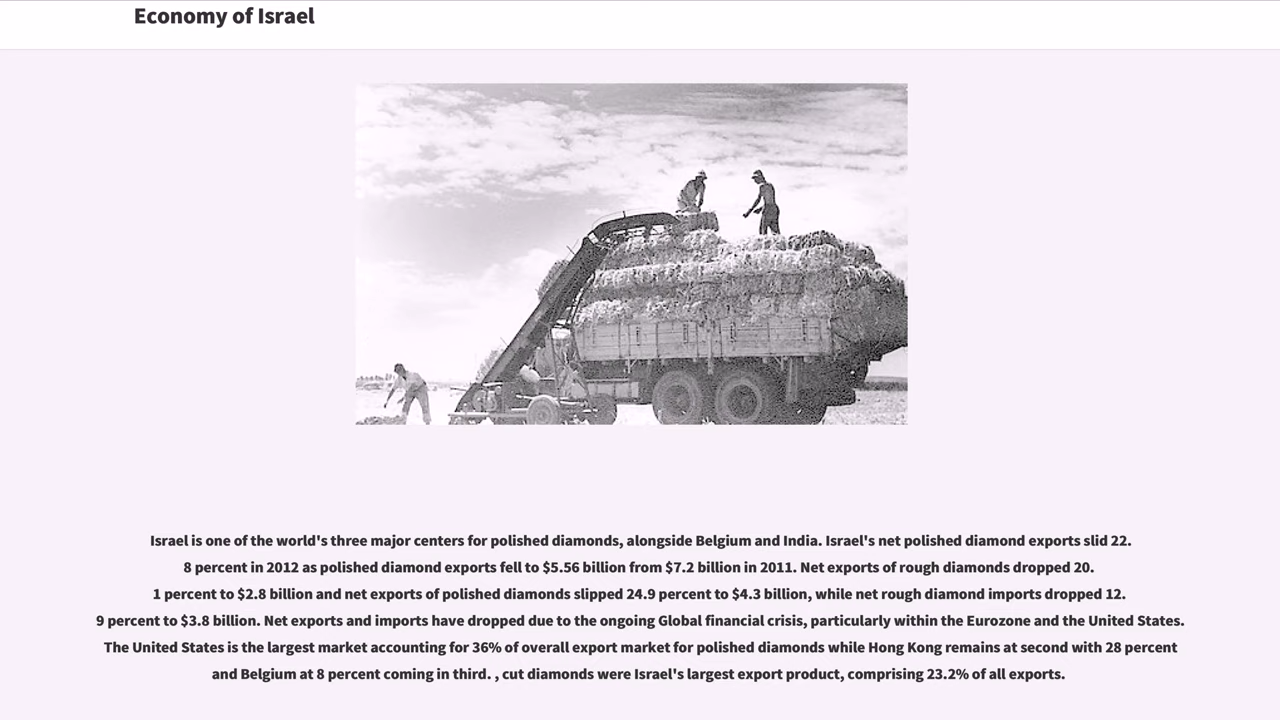 Economy of Israel
Israel is one of the world's three major centers for polished diamonds, alongside Belgium and India. Israel's net polished diamond exports slid 22.
8 percent in 2012 as polished diamond exports fell to $5.56 billion from $7.2 billion in 2011. Net exports of rough diamonds dropped 20.
1 percent to $2.8 billion and net exports of polished diamonds slipped 24.9 percent to $4.3 billion, while net rough diamond imports dropped 12.
9 percent to $3.8 billion. Net exports and imports have dropped due to the ongoing Global financial crisis, particularly within the Eurozone and the United States.
The United States is the largest market accounting for 36% of overall export market for polished diamonds while Hong Kong remains at second with 28 percent
and Belgium at 8 percent coming in third. , cut diamonds were Israel's largest export product, comprising 23.2% of all exports.